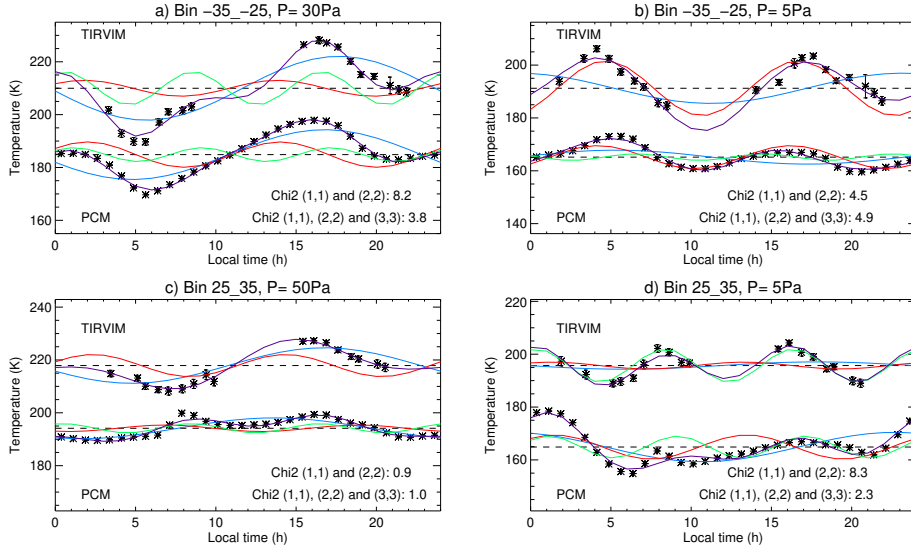 a) Bin −35_−25, P= 30Pa
TIRVIM
220
200
180
160
Temperature (K)
Chi2 (1,1) and (2,2): 8.2
PCM
Chi2 (1,1), (2,2) and (3,3): 3.8
0 5 10 15 20
Local time (h)
b) Bin −35_−25, P= 5Pa
TIRVIM
200
180
160
140
Temperature (K)
Chi2 (1,1) and (2,2): 4.5
PCM
Chi2 (1,1), (2,2) and (3,3): 4.9
0 5 10 15 20
Local time (h)
c) Bin 25_35, P= 50Pa
240
TIRVIM
220
200
180
Temperature (K)
Chi2 (1,1) and (2,2): 0.9
PCM
Chi2 (1,1), (2,2) and (3,3): 1.0
0 5 10 15 20
Local time (h)
d) Bin 25_35, P= 5Pa
220
TIRVIM
200
180
160
Temperature (K)
Chi2 (1,1) and (2,2): 8.3
PCM
Chi2 (1,1), (2,2) and (3,3): 2.3
0 5 10 15 20
Local time (h)